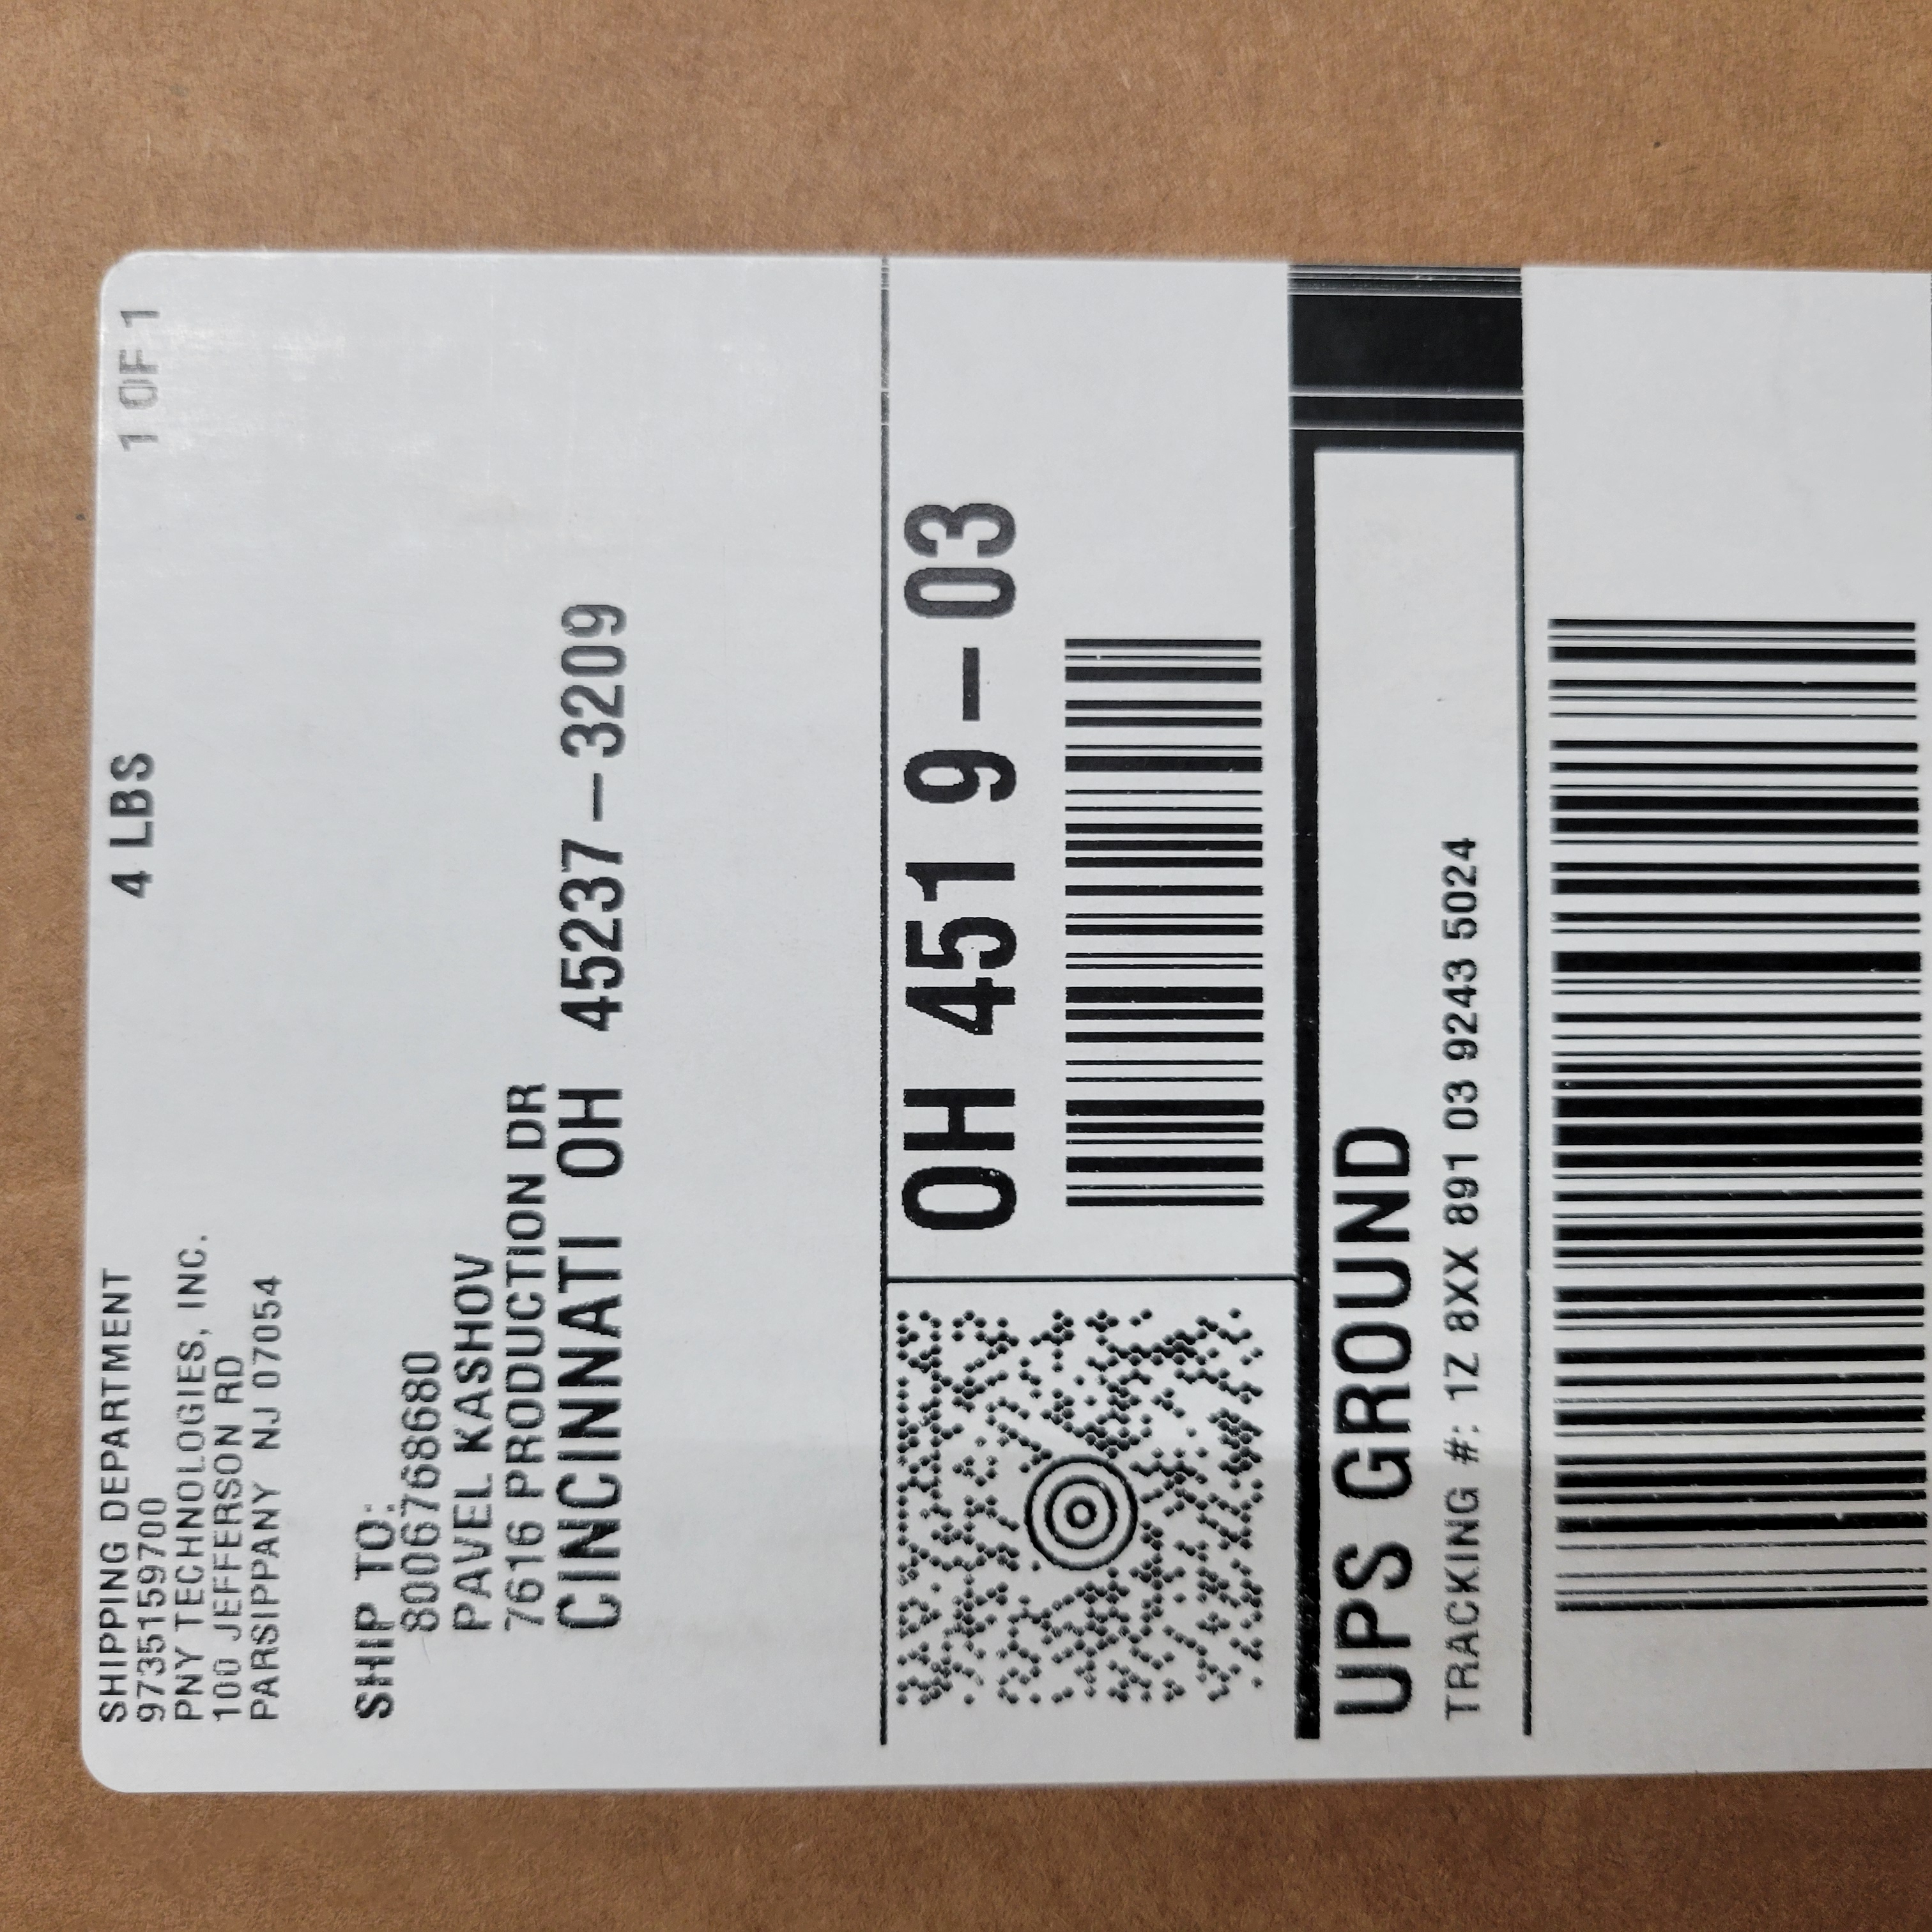 SHIPPING DEPARTMENT
9735159700
PNY TECHNOLOGIES, INC.
100 JEFFERSON RD
PARSIPPANY NJ 07054
4 LBS
1 OF 1
SHIP TO:
8006768680
PAVEL KASHOV
7616 PRODUCTION DR
CINCINNATI OH 45237-3209
OH 451 9-03
UPS GROUND
TRACKING #: 1Z 8XX 891 03 9243 5024